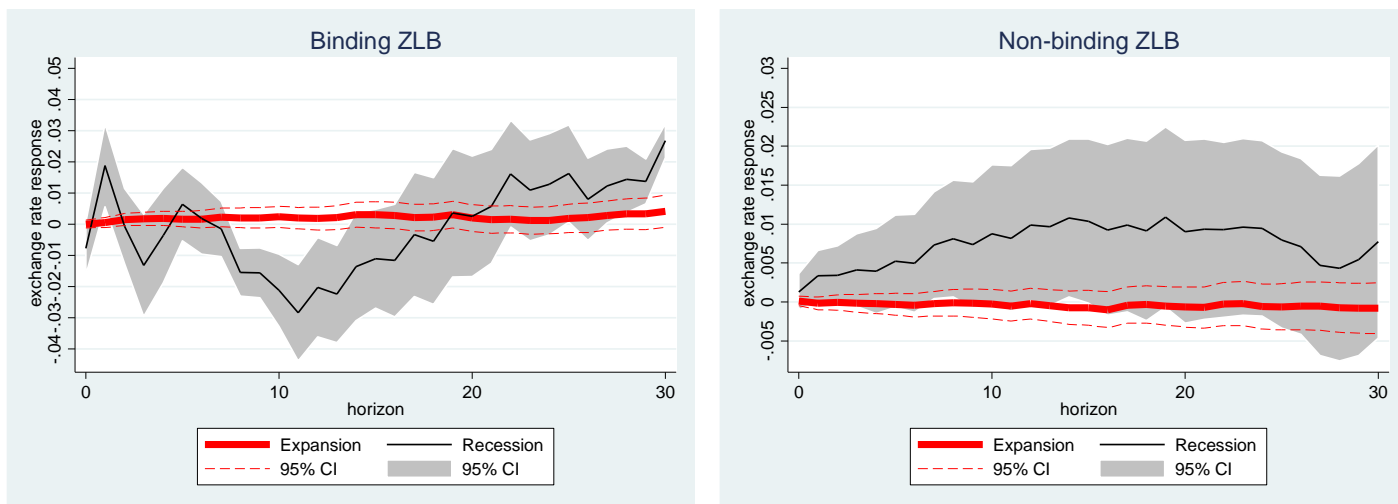 Binding ZLB
exchange rate response
-.04 -.03 -.02 -.01 0 .01 .02 .03 .04 .05
0 10 20 30
horizon
Expansion Recession
95% CI 95% CI
Non-binding ZLB
exchange rate response
-.005 0 .005 .01 .015 .02 .025 .03
0 10 20 30
horizon
Expansion Recession
95% CI 95% CI